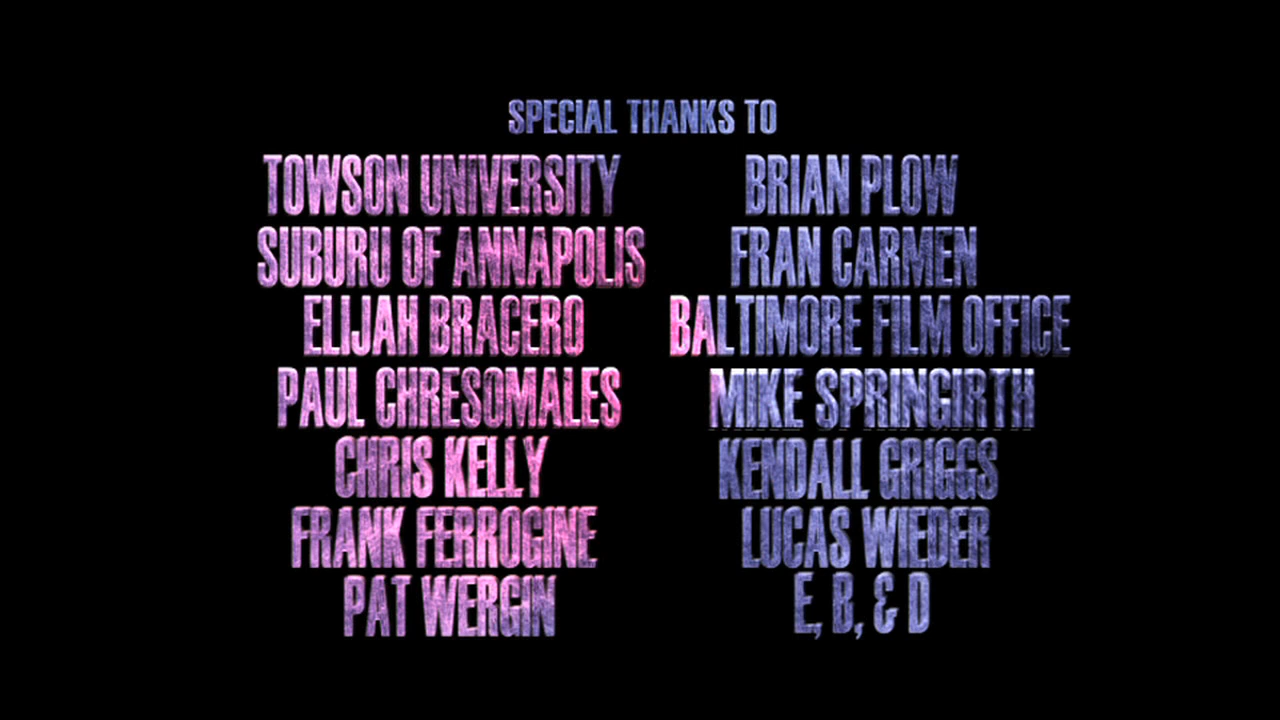 SPECIAL THANKS TO
TOWSON UNIVERSITY
SUBURU OF ANNAPOLIS
ELIJAH BRACERO
PAUL CHRESOMALES
CHRIS KELLY
FRANK FERROGINE
PAT WERGIN
BRIAN PLOW
FRAN CARMEN
BALTIMORE FILM OFFICE
MIKE SPRINGIRTH
KENDALL GRIGGS
LUCAS WIEDER
E, B, & D